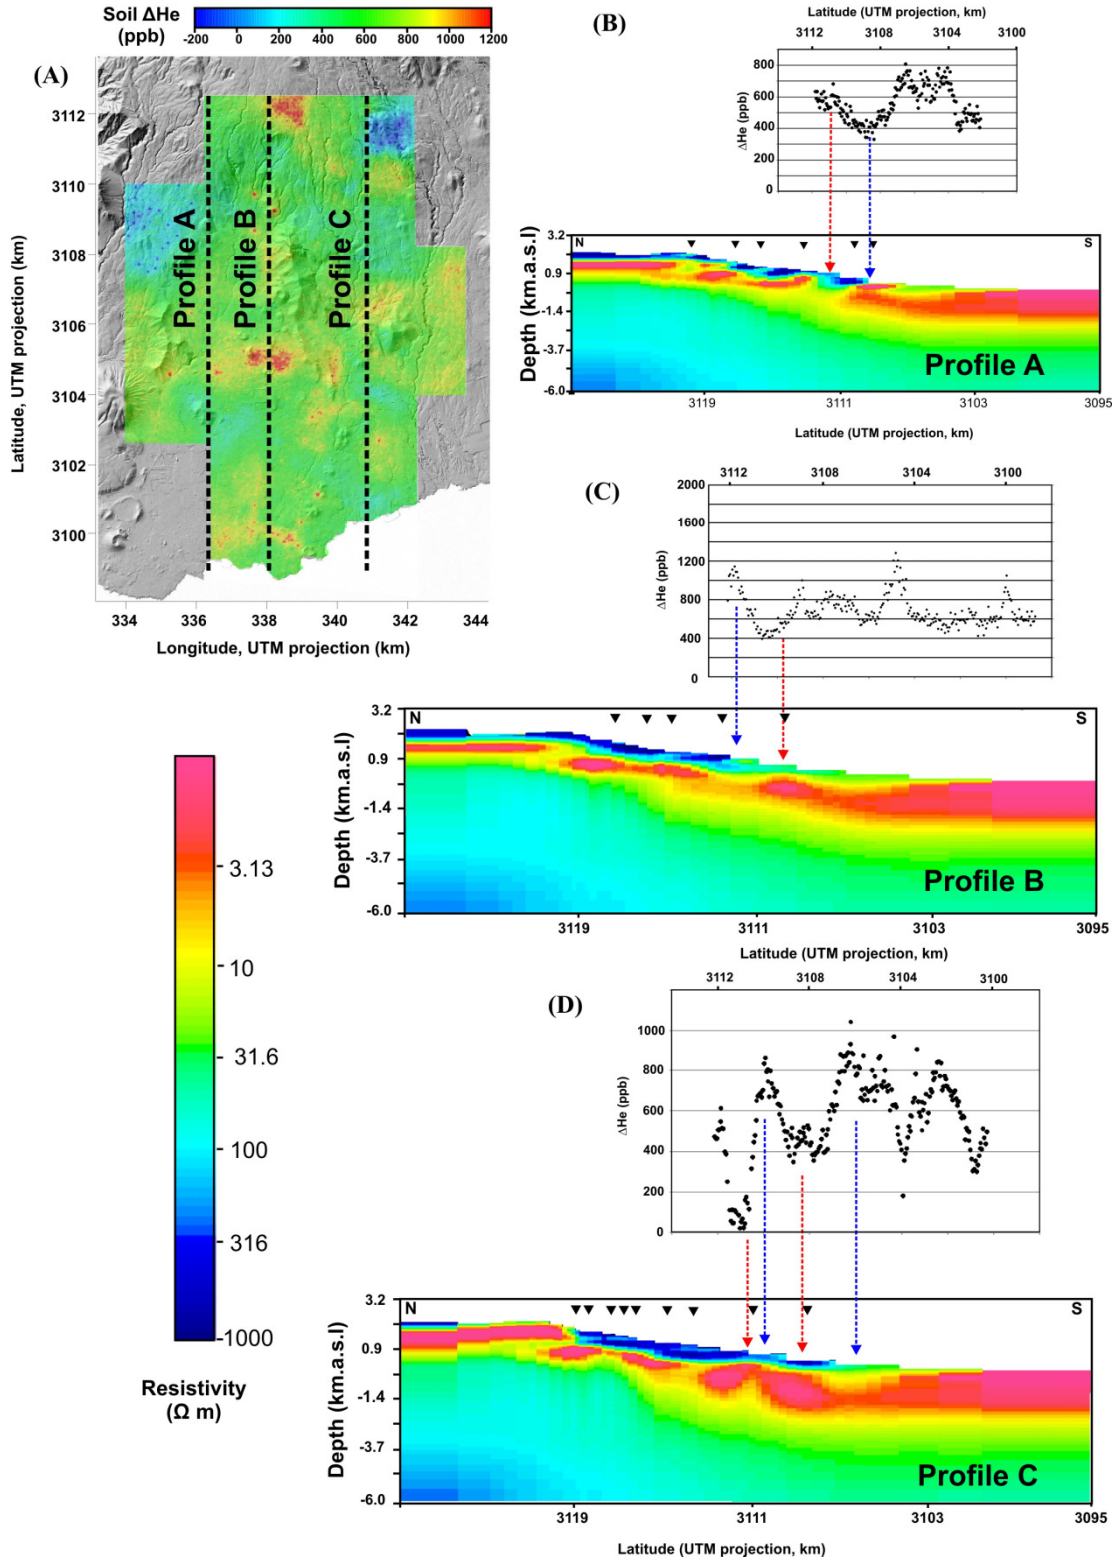 Soil ΔHe
(ppb)
-200 0 200 400 600 800 1000 1200
(A)
3112
3110
3108
3106
3104
3102
3100
Latitude, UTM projection (km)
Profile A
Profile B
Profile C
334 336 338 340 342 344
Longitude, UTM projection (km)
(B)
Latitude (UTM projection, km)
3112 3108 3104 3100
800
600
400
200
0
ΔHe (ppb)
N S
3.2
0.9
-1.4
-3.7
-6.0
Depth (km.a.s.l)
Profile A
3119 3111 3103 3095
Latitude (UTM projection, km)
(C)
3112 3108 3104 3100
2000
1600
1200
800
400
0
ΔHe (ppb)
N S
3.2
0.9
-1.4
-3.7
-6.0
Depth (km.a.s.l)
Profile B
3119 3111 3103 3095
Latitude (UTM projection, km)
(D)
3112 3108 3104 3100
1000
800
600
400
200
0
ΔHe (ppb)
N S
3.2
0.9
-1.4
-3.7
-6.0
Depth (km.a.s.l)
Profile C
3119 3111 3103 3095
Latitude (UTM projection, km)
3.13
10
31.6
100
316
1000
Resistivity
(Ω m)